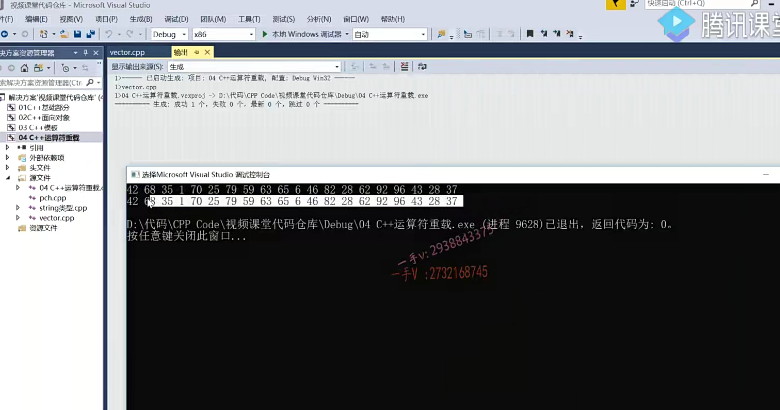 视频课堂代码仓库 - Microsoft Visual Studio
快速启动 (Ctrl+Q)
腾讯课
编辑(E) 视图(V) 项目(P) 生成(B) 调试(D) 团队(M) 工具(T) 测试(S) 分析(N) 窗口(W) 帮助(H)
Debug x86 本地 Windows 调试器 自动
决方案资源管理器
vector.cpp 输出
显示输出来源(S): 生成
1>------ 已启动生成: 项目: 04 C++运算符重载, 配置: Debug Win32 ------
1>vector.cpp
1>04 C++运算符重载.vcxproj -> D:\代码\CPP Code\视频课堂代码仓库\Debug\04 C++运算符重载.exe
========== 生成: 成功 1 个，失败 0 个，最新 0 个，跳过 0 个 ==========
索解决方案资源管理器(Ctrl+
解决方案"视频课堂代码仓库"
01C++基础部分
02C++面向对象
03 C++模板
04 C++运算符重载
引用
外部依赖项
头文件
源文件
04 C++运算符重载.c
pch.cpp
string类型.cpp
vector.cpp
资源文件
选择Microsoft Visual Studio 调试控制台
42 68 35 1 70 25 79 59 63 65 6 46 82 28 62 92 96 43 28 37
42 68 35 1 70 25 79 59 63 65 6 46 82 28 62 92 96 43 28 37
D:\代码\CPP Code\视频课堂代码仓库\Debug\04 C++运算符重载.exe (进程 9628)已退出，返回代码为: 0。
按任意键关闭此窗口...
一手v:2938843375
一手V :2732168745